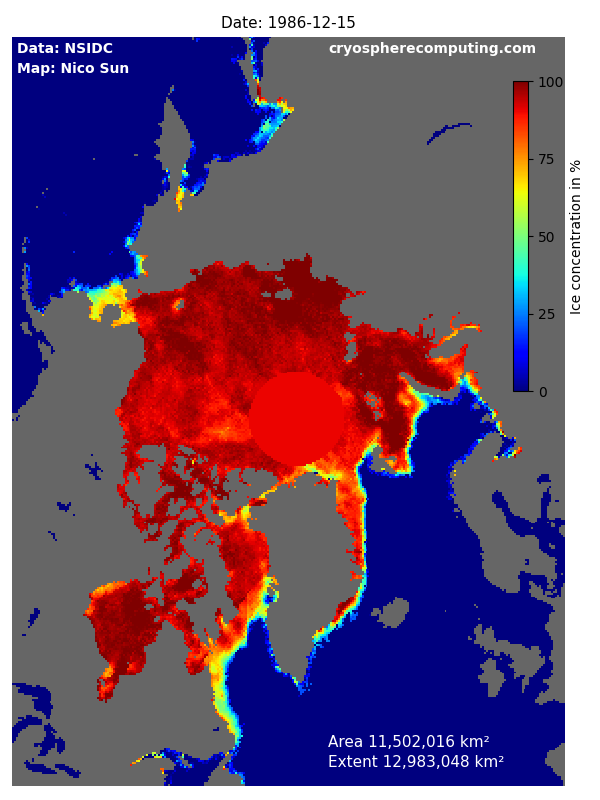 Date: 1986-12-15
Data: NSIDC
Map: Nico Sun
cryospherecomputing.com
100
75
50
25
0
Ice concentration in %
Area 11,502,016 km²
Extent 12,983,048 km²